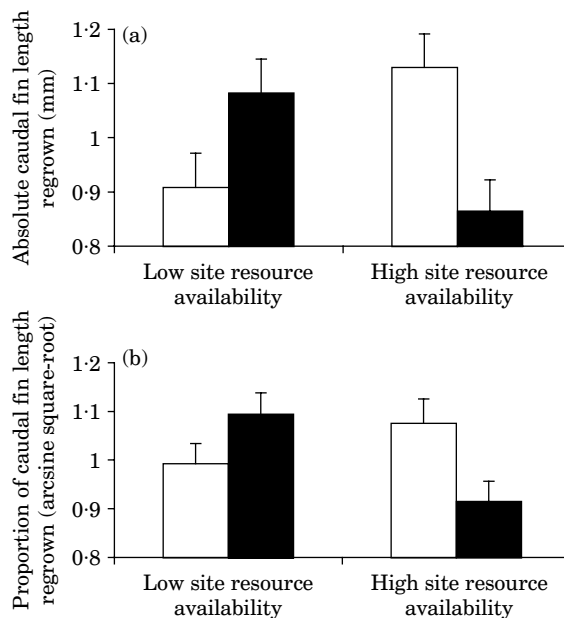 (a)
Absolute caudal fin length
regrown (mm)
1·2
1·1
1
0·9
0·8
Low site resource
availability
High site resource
availability
(b)
Proportion of caudal fin length
regrown (arcsine square-root)
1·2
1·1
1
0·9
0·8
Low site resource
availability
High site resource
availability